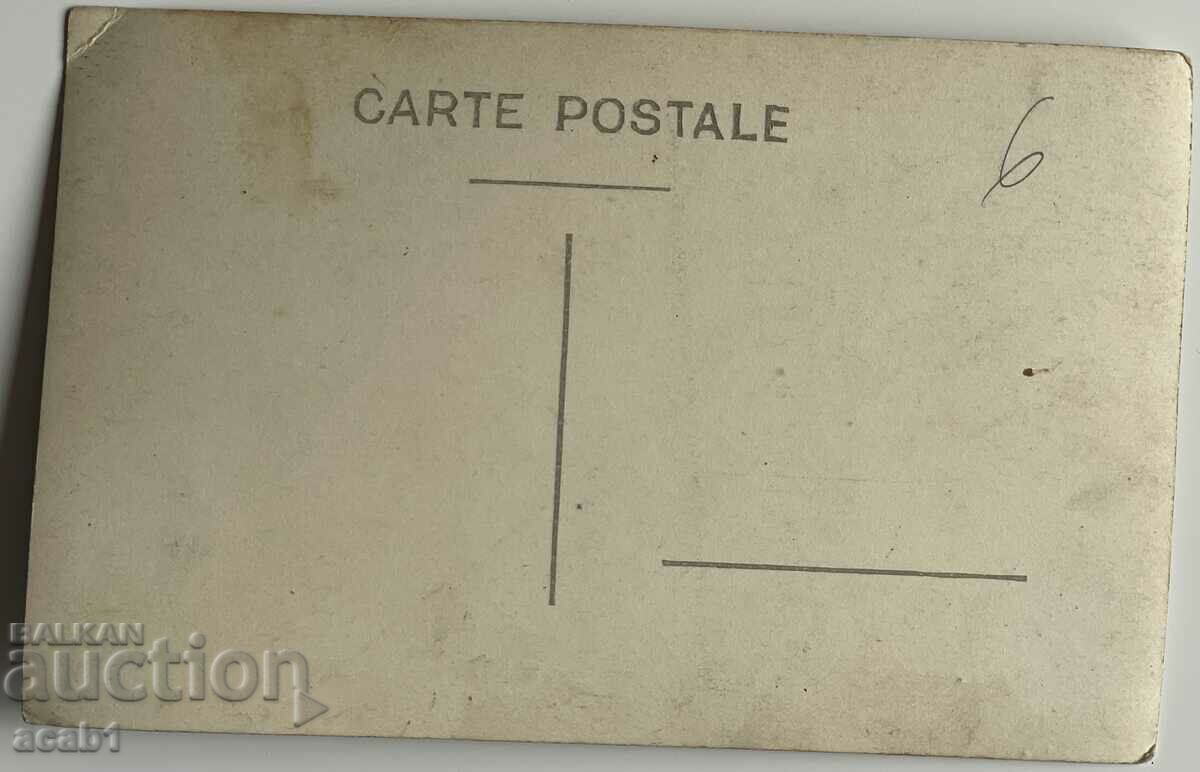 CARTE POSTALE
6
BALKAN
auction
acab1